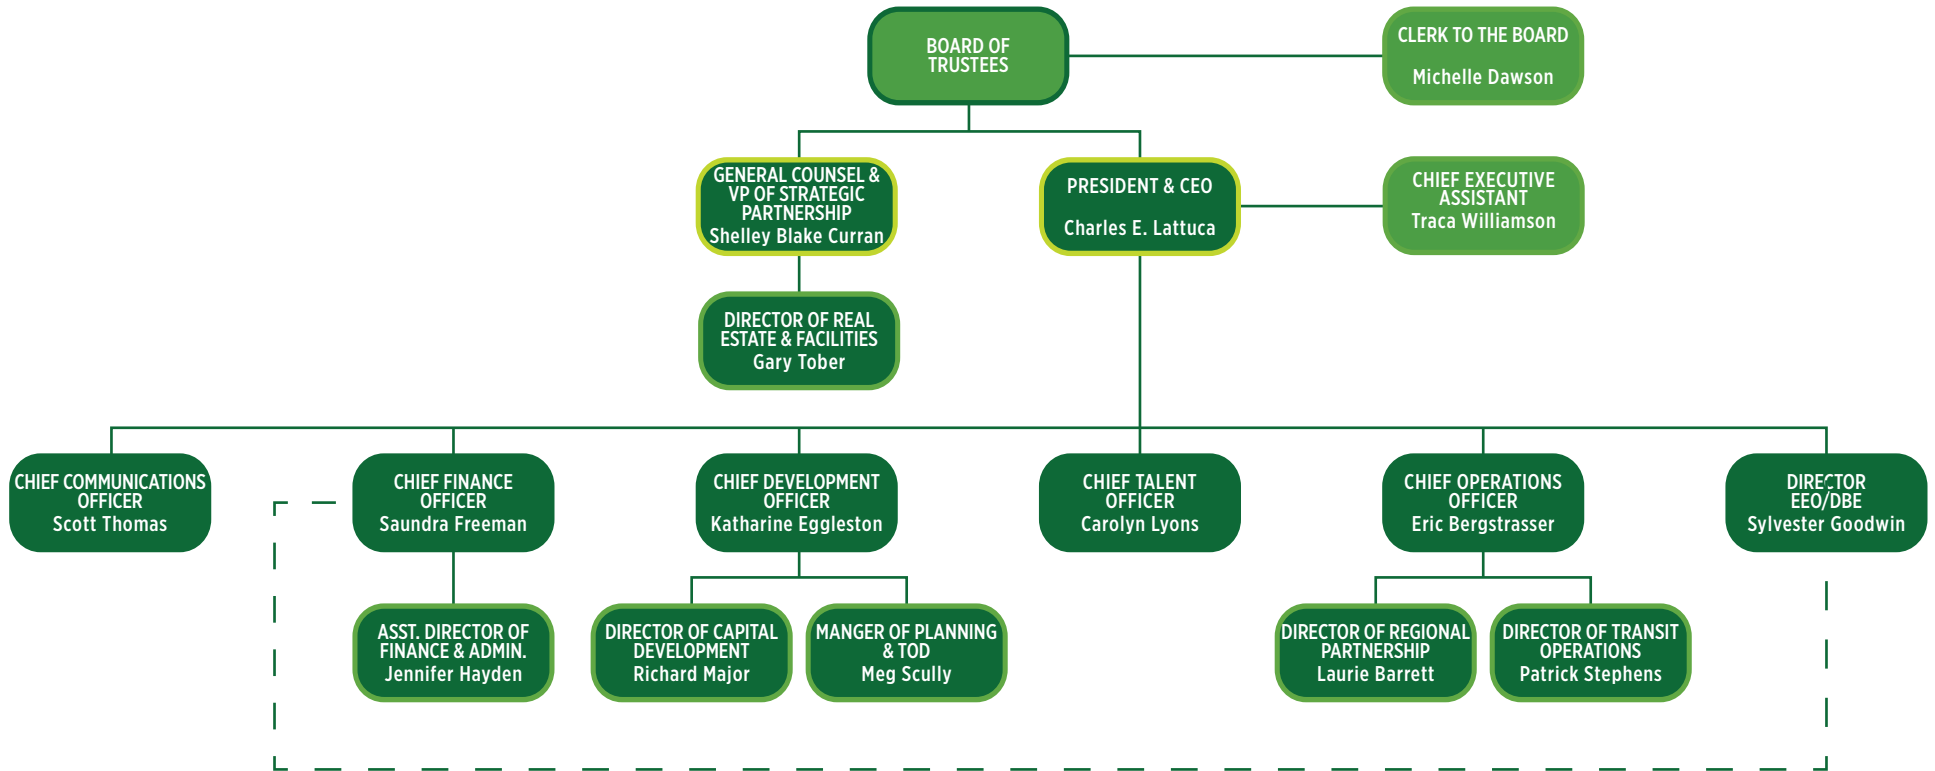 BOARD OF
TRUSTEES
CLERK TO THE BOARD
Michelle Dawson
GENERAL COUNSEL &
VP OF STRATEGIC
PARTNERSHIP
Shelley Blake Curran
PRESIDENT & CEO
Charles E. Lattuca
CHIEF EXECUTIVE
ASSISTANT
Traca Williamson
DIRECTOR OF REAL
ESTATE & FACILITIES
Gary Tober
CHIEF COMMUNICATIONS
OFFICER
Scott Thomas
CHIEF FINANCE
OFFICER
Saundra Freeman
CHIEF DEVELOPMENT
OFFICER
Katharine Eggleston
CHIEF TALENT
OFFICER
Carolyn Lyons
CHIEF OPERATIONS
OFFICER
Eric Bergstrasser
DIRECTOR
EEO/DBE
Sylvester Goodwin
ASST. DIRECTOR OF
FINANCE & ADMIN.
Jennifer Hayden
DIRECTOR OF CAPITAL
DEVELOPMENT
Richard Major
MANGER OF PLANNING
& TOD
Meg Scully
DIRECTOR OF REGIONAL
PARTNERSHIP
Laurie Barrett
DIRECTOR OF TRANSIT
OPERATIONS
Patrick Stephens